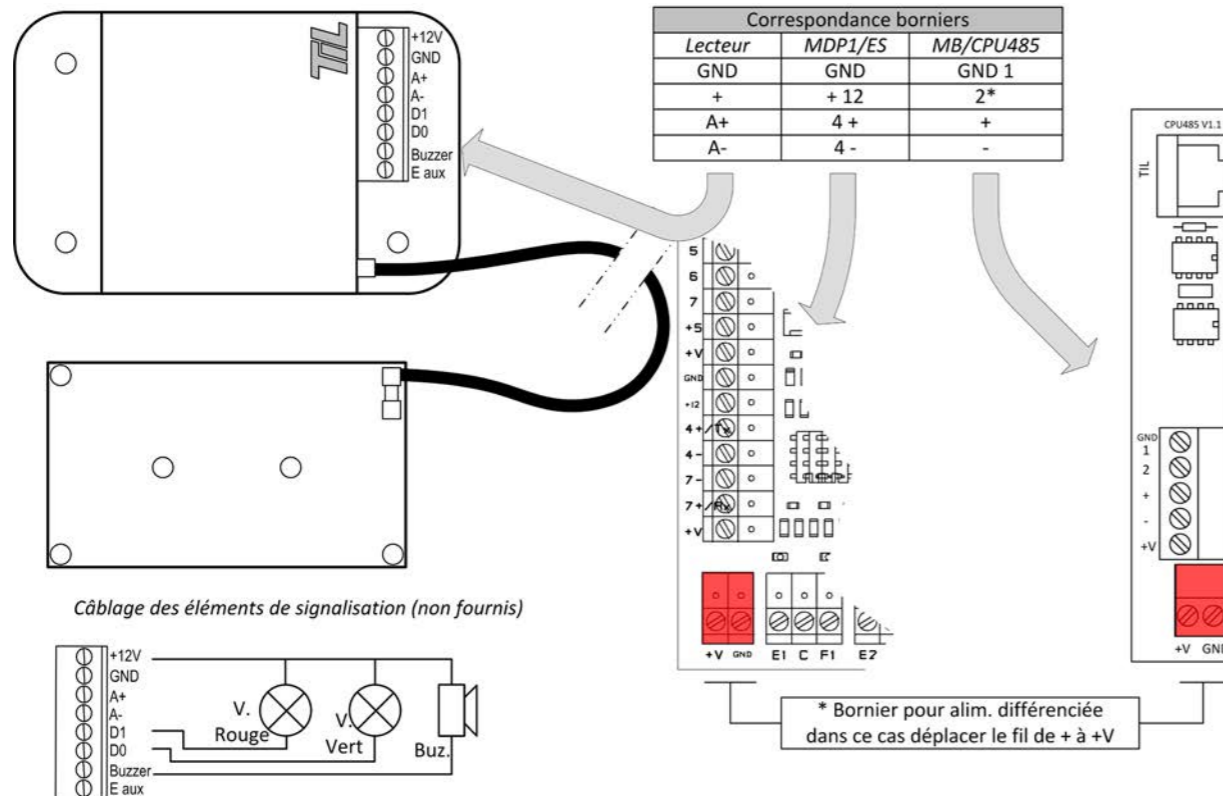 TiL
+12V
GND
A+
A-
D1
D0
Buzzer
E aux
Correspondance borniers
Lecteur MDP1/ES MB/CPU485
GND GND GND 1
+ + 12 2*
A+ 4 + +
A- 4 - -
5
6
7
+5
+V
GND
+12
4+/Tx
4-
7-
7+/Rx
+V
+V GND E1 C F1 E2
CPU485 V1.1
TIL
GND
1
2
+
-
+V
+V GND
* Bornier pour alim. différenciée
dans ce cas déplacer le fil de + à +V
Câblage des éléments de signalisation (non fournis)
+12V
GND
A+
A-
D1
D0
Buzzer
E aux
V.
Rouge
V.
Vert
Buz.